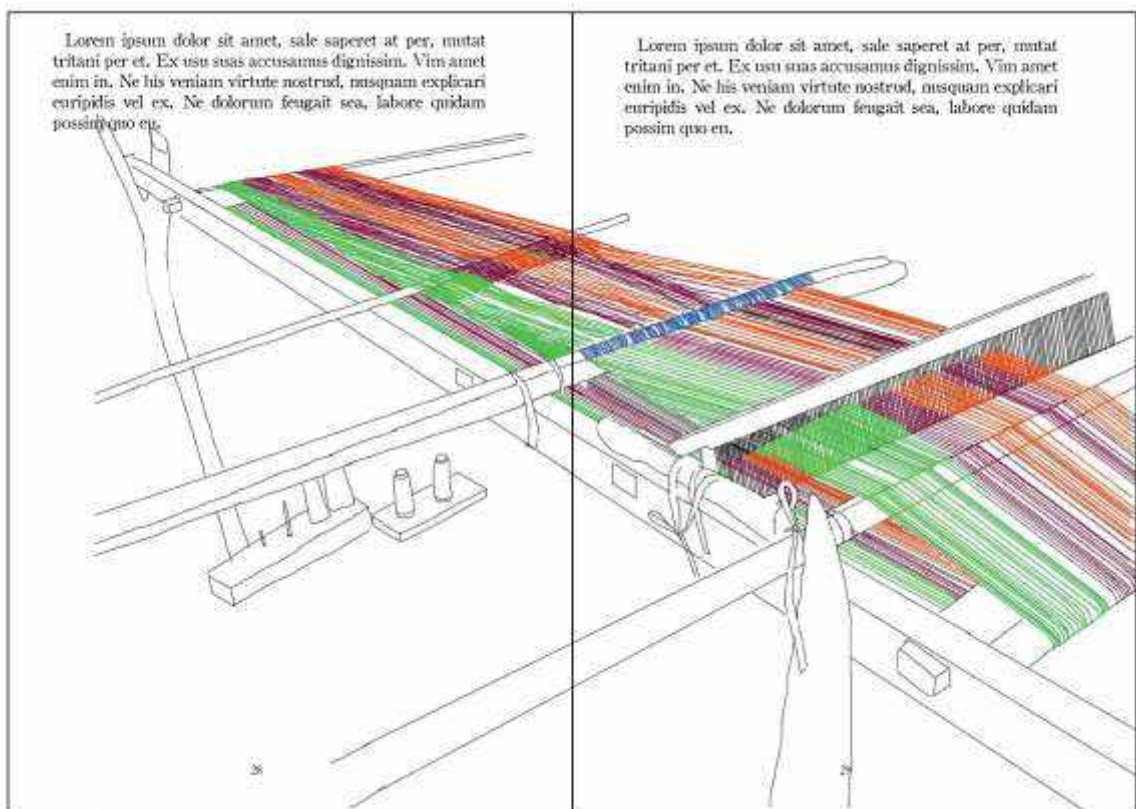 Lorem ipsum dolor sit amet, sale saperet at per, mutat
tritani per et. Ex usu suas accusamus dignissim. Vim amet
enim in. Ne his veniam virtute nostrud, nusquam explicari
euripidis vel ex. Ne dolorum feugait sea, labore quidam
possim quo eu.
28
Lorem ipsum dolor sit amet, sale saperet at per, mutat
tritani per et. Ex usu suas accusamus dignissim. Vim amet
enim in. Ne his veniam virtute nostrud, nusquam explicari
euripidis vel ex. Ne dolorum feugait sea, labore quidam
possim quo eu.